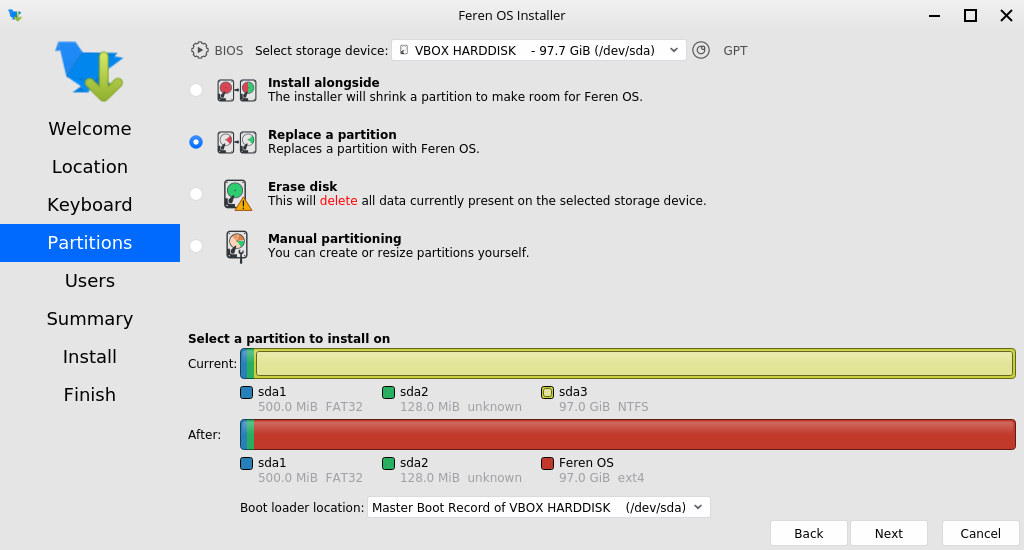 Feren OS Installer
BIOS Select storage device: VBOX HARDDISK - 97.7 GiB (/dev/sda) GPT
Install alongside
The installer will shrink a partition to make room for Feren OS.
Replace a partition
Replaces a partition with Feren OS.
Erase disk
This will delete all data currently present on the selected storage device.
Manual partitioning
You can create or resize partitions yourself.
Welcome
Location
Keyboard
Partitions
Users
Summary
Install
Finish
Select a partition to install on
Current:
sda1 sda2 sda3
500.0 MiB FAT32 128.0 MiB unknown 97.0 GiB NTFS
After:
sda1 sda2 Feren OS
500.0 MiB FAT32 128.0 MiB unknown 97.0 GiB ext4
Boot loader location: Master Boot Record of VBOX HARDDISK (/dev/sda)
Back Next Cancel